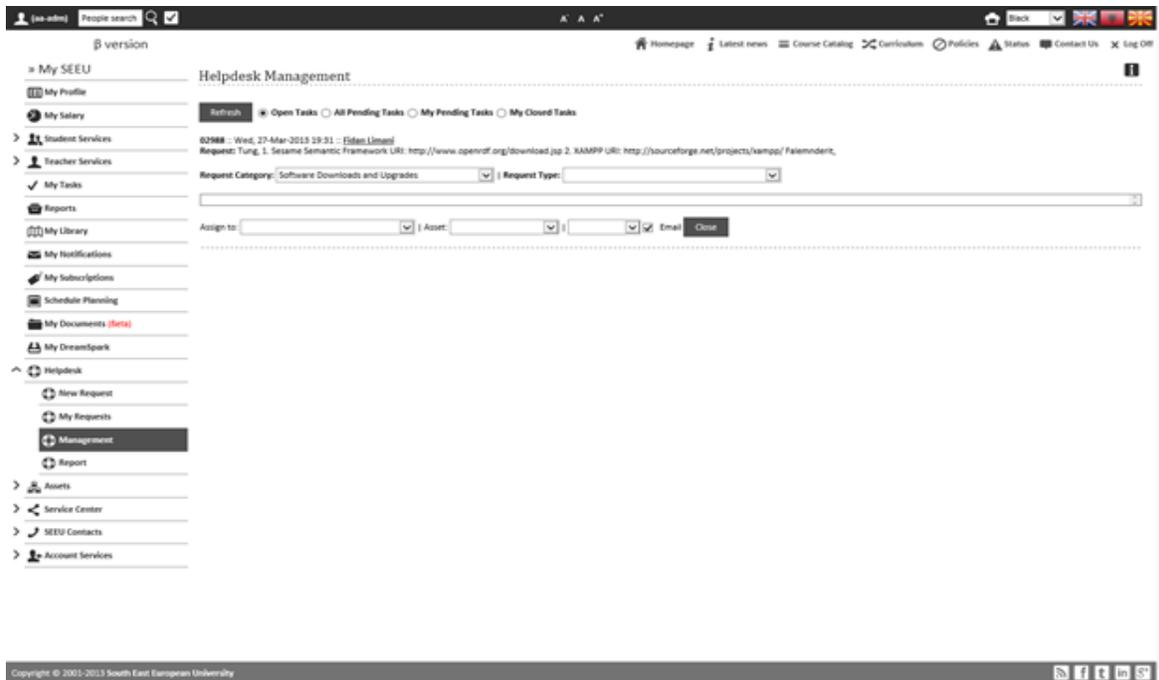 (aa-adm) People search A- A A+ Black
β version Homepage Latest news Course Catalog Curriculum Policies Status Contact Us Log Off
» My SEEU
My Profile
My Salary
Student Services
Teacher Services
My Tasks
Reports
My Library
My Notifications
My Subscriptions
Schedule Planning
My Documents (Beta)
My DreamSpark
Helpdesk
New Request
My Requests
Management
Report
Assets
Service Center
SEEU Contacts
Account Services
Helpdesk Management
Refresh Open Tasks All Pending Tasks My Pending Tasks My Closed Tasks
02988 :: Wed, 27-Mar-2013 19:31 :: Fidan Limani
Request: Tung, 1. Sesame Semantic Framework URI: http://www.openrdf.org/download.jsp 2. XAMPP URI: http://sourceforge.net/projects/xampp/ Falemnderit,
Request Category: Software Downloads and Upgrades | Request Type:
Assign to: | Asset: | Email Close
Copyright © 2001-2013 South East European University